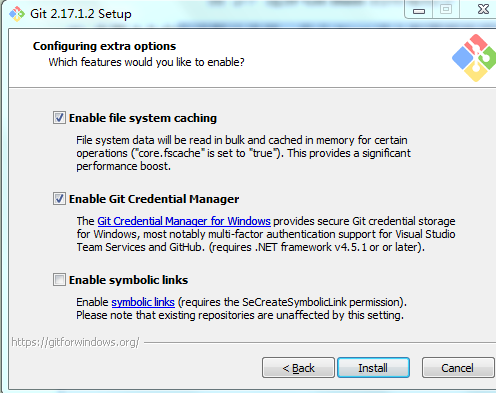 Git 2.17.1.2 Setup
Configuring extra options
Which features would you like to enable?
Enable file system caching
File system data will be read in bulk and cached in memory for certain
operations ("core.fscache" is set to "true"). This provides a significant
performance boost.
Enable Git Credential Manager
The Git Credential Manager for Windows provides secure Git credential storage
for Windows, most notably multi-factor authentication support for Visual Studio
Team Services and GitHub. (requires .NET framework v4.5.1 or or later).
Enable symbolic links
Enable symbolic links (requires the SeCreateSymbolicLink permission).
Please note that existing repositories are unaffected by this setting.
https://gitforwindows.org/
< Back
Install
Cancel